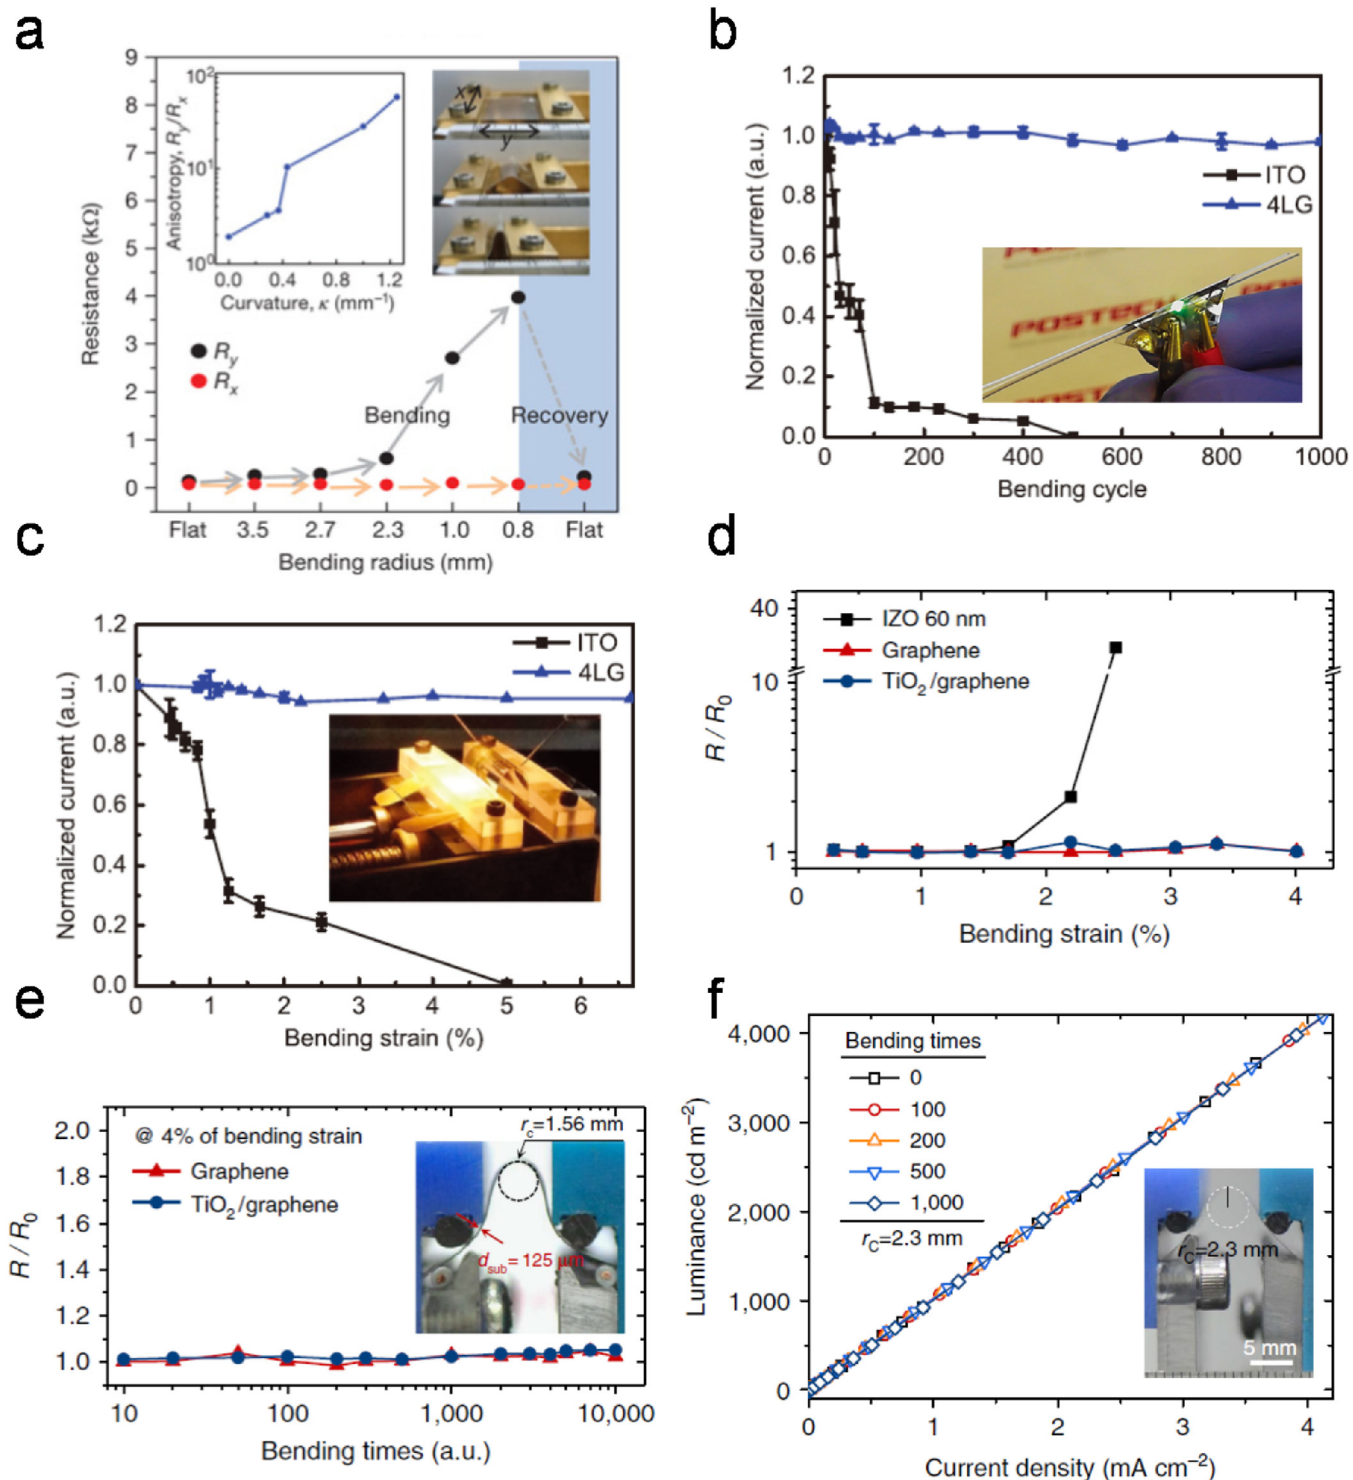 a
9
8
7
6
5
4
3
2
1
0
Resistance (kΩ)
Flat
3.5
2.7
2.3
1.0
0.8
Flat
Bending radius (mm)
10²
10¹
10⁰
Anisotropy, Ry/Rx
0.0
0.4
0.8
1.2
Curvature, κ (mm⁻¹)
x
y
Ry
Rx
Bending
Recovery
b
1.2
1.0
0.8
0.6
0.4
0.2
0.0
Normalized current (a.u.)
ITO
4LG
POSTECH
POSTECH
0
200
400
600
800
1000
Bending cycle
c
1.2
1.0
0.8
0.6
0.4
0.2
0.0
Normalized current (a.u.)
ITO
4LG
0
1
2
3
4
5
6
Bending strain (%)
d
40
10
1
R / R₀
IZO 60 nm
Graphene
TiO₂/graphene
0
1
2
3
4
Bending strain (%)
e
2.0
1.8
1.6
1.4
1.2
1.0
R / R₀
@ 4% of bending strain
Graphene
TiO₂/graphene
rc=1.56 mm
dsub = 125 μm
10
100
1,000
10,000
Bending times (a.u.)
f
4,000
3,000
2,000
1,000
0
Luminance (cd m⁻²)
Bending times
0
100
200
500
1,000
rC=2.3 mm
rC=2.3 mm
5 mm
0
1
2
3
4
Current density (mA cm⁻²)